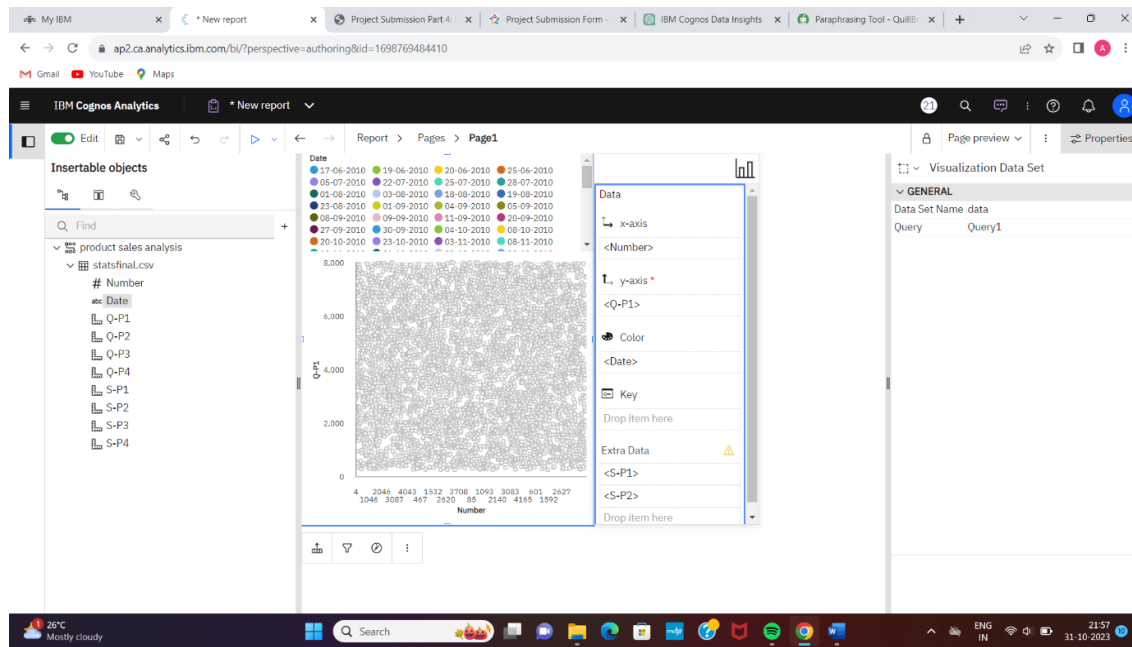 My IBM
* New report
Project Submission Part 4:
Project Submission Form -
IBM Cognos Data Insights
Paraphrasing Tool - QuillB
ap2.ca.analytics.ibm.com/bi/?perspective=authoring&id=1698769484410
A
Gmail YouTube Maps
IBM Cognos Analytics
* New report
21
Edit
Report > Pages > Page1
Page preview
Properties
Insertable objects
Find
product sales analysis
statsfinal.csv
Number
abc Date
Q-P1
Q-P2
Q-P3
Q-P4
S-P1
S-P2
S-P3
S-P4
Date
17-06-2010 19-06-2010 20-06-2010 25-06-2010
05-07-2010 22-07-2010 25-07-2010 28-07-2010
01-08-2010 03-08-2010 18-08-2010 19-08-2010
23-08-2010 01-09-2010 04-09-2010 05-09-2010
08-09-2010 09-09-2010 11-09-2010 20-09-2010
27-09-2010 30-09-2010 04-10-2010 08-10-2010
20-10-2010 23-10-2010 03-11-2010 08-11-2010
8,000
6,000
4,000
2,000
0
Q-P1
4 2046 4043 1532 3708 1093 3083 601 2627
1046 3087 467 2620 85 2140 4165 1592
Number
Data
x-axis
<Number>
y-axis *
<Q-P1>
Color
<Date>
Key
Drop item here
Extra Data
<S-P1>
<S-P2>
Drop item here
Visualization Data Set
GENERAL
Data Set Name data
Query Query1
1
26°C
Mostly cloudy
Search
ENG
IN
21:57
31-10-2023
10